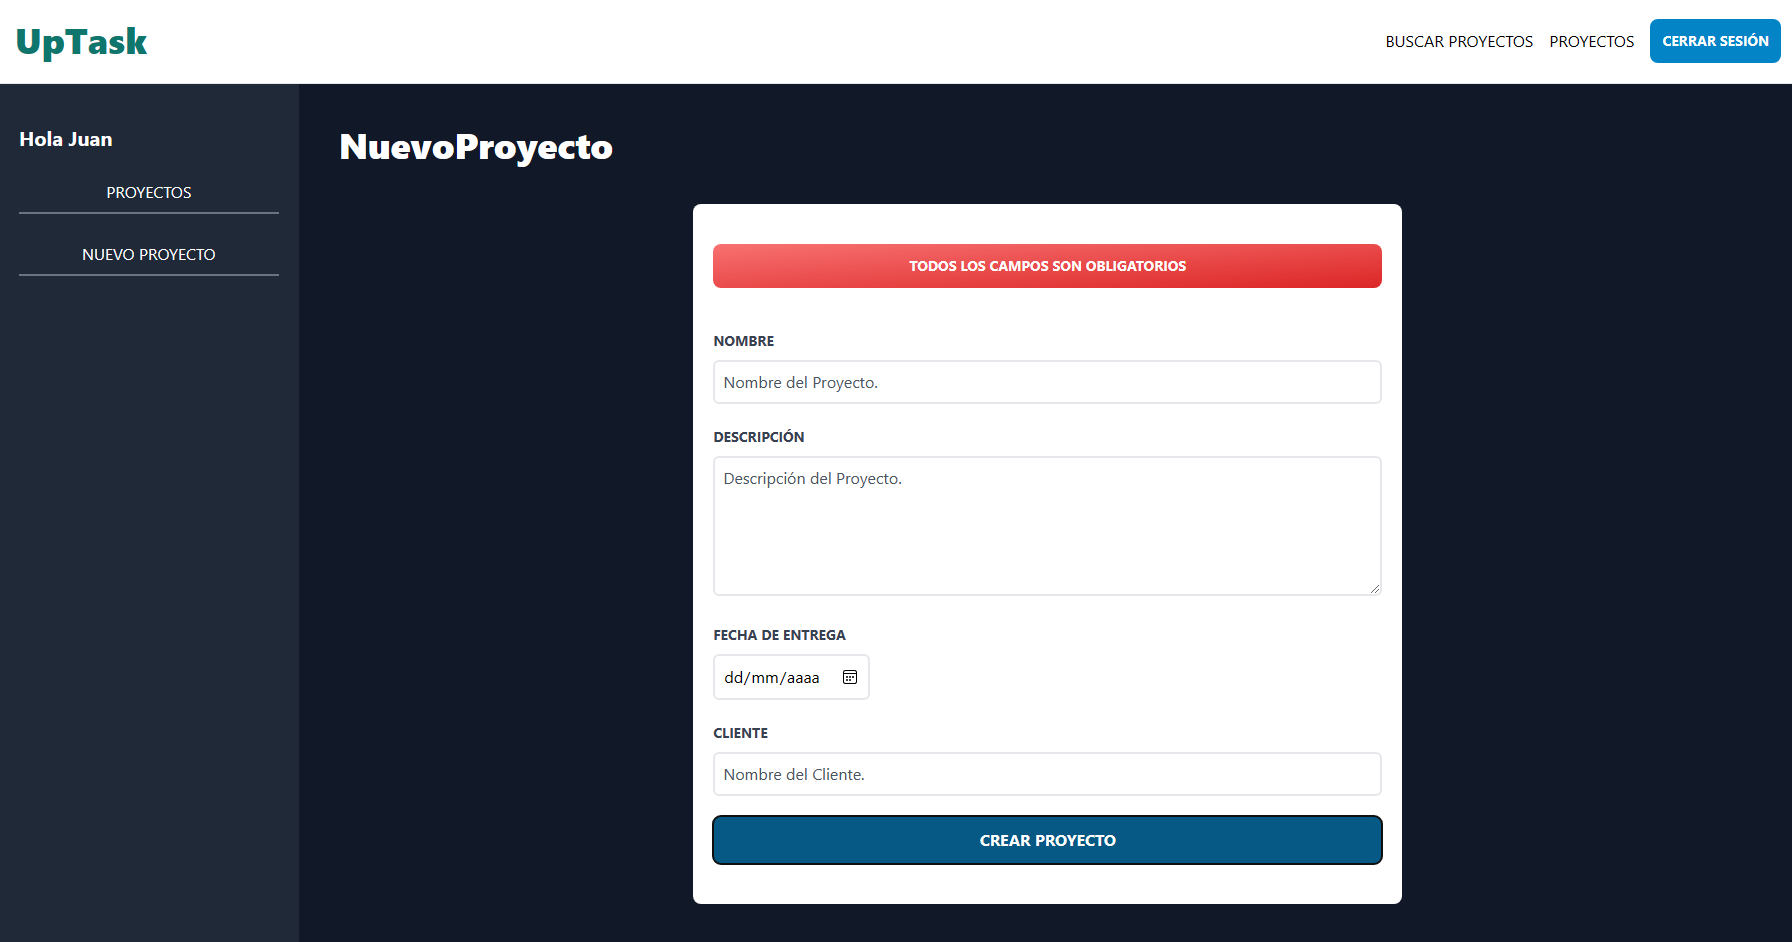 UpTask
BUSCAR PROYECTOS PROYECTOS CERRAR SESIÓN
Hola Juan
PROYECTOS
NUEVO PROYECTO
NuevoProyecto
TODOS LOS CAMPOS SON OBLIGATORIOS
NOMBRE
Nombre del Proyecto.
DESCRIPCIÓN
Descripción del Proyecto.
FECHA DE ENTREGA
dd/mm/aaaa
CLIENTE
Nombre del Cliente.
CREAR PROYECTO